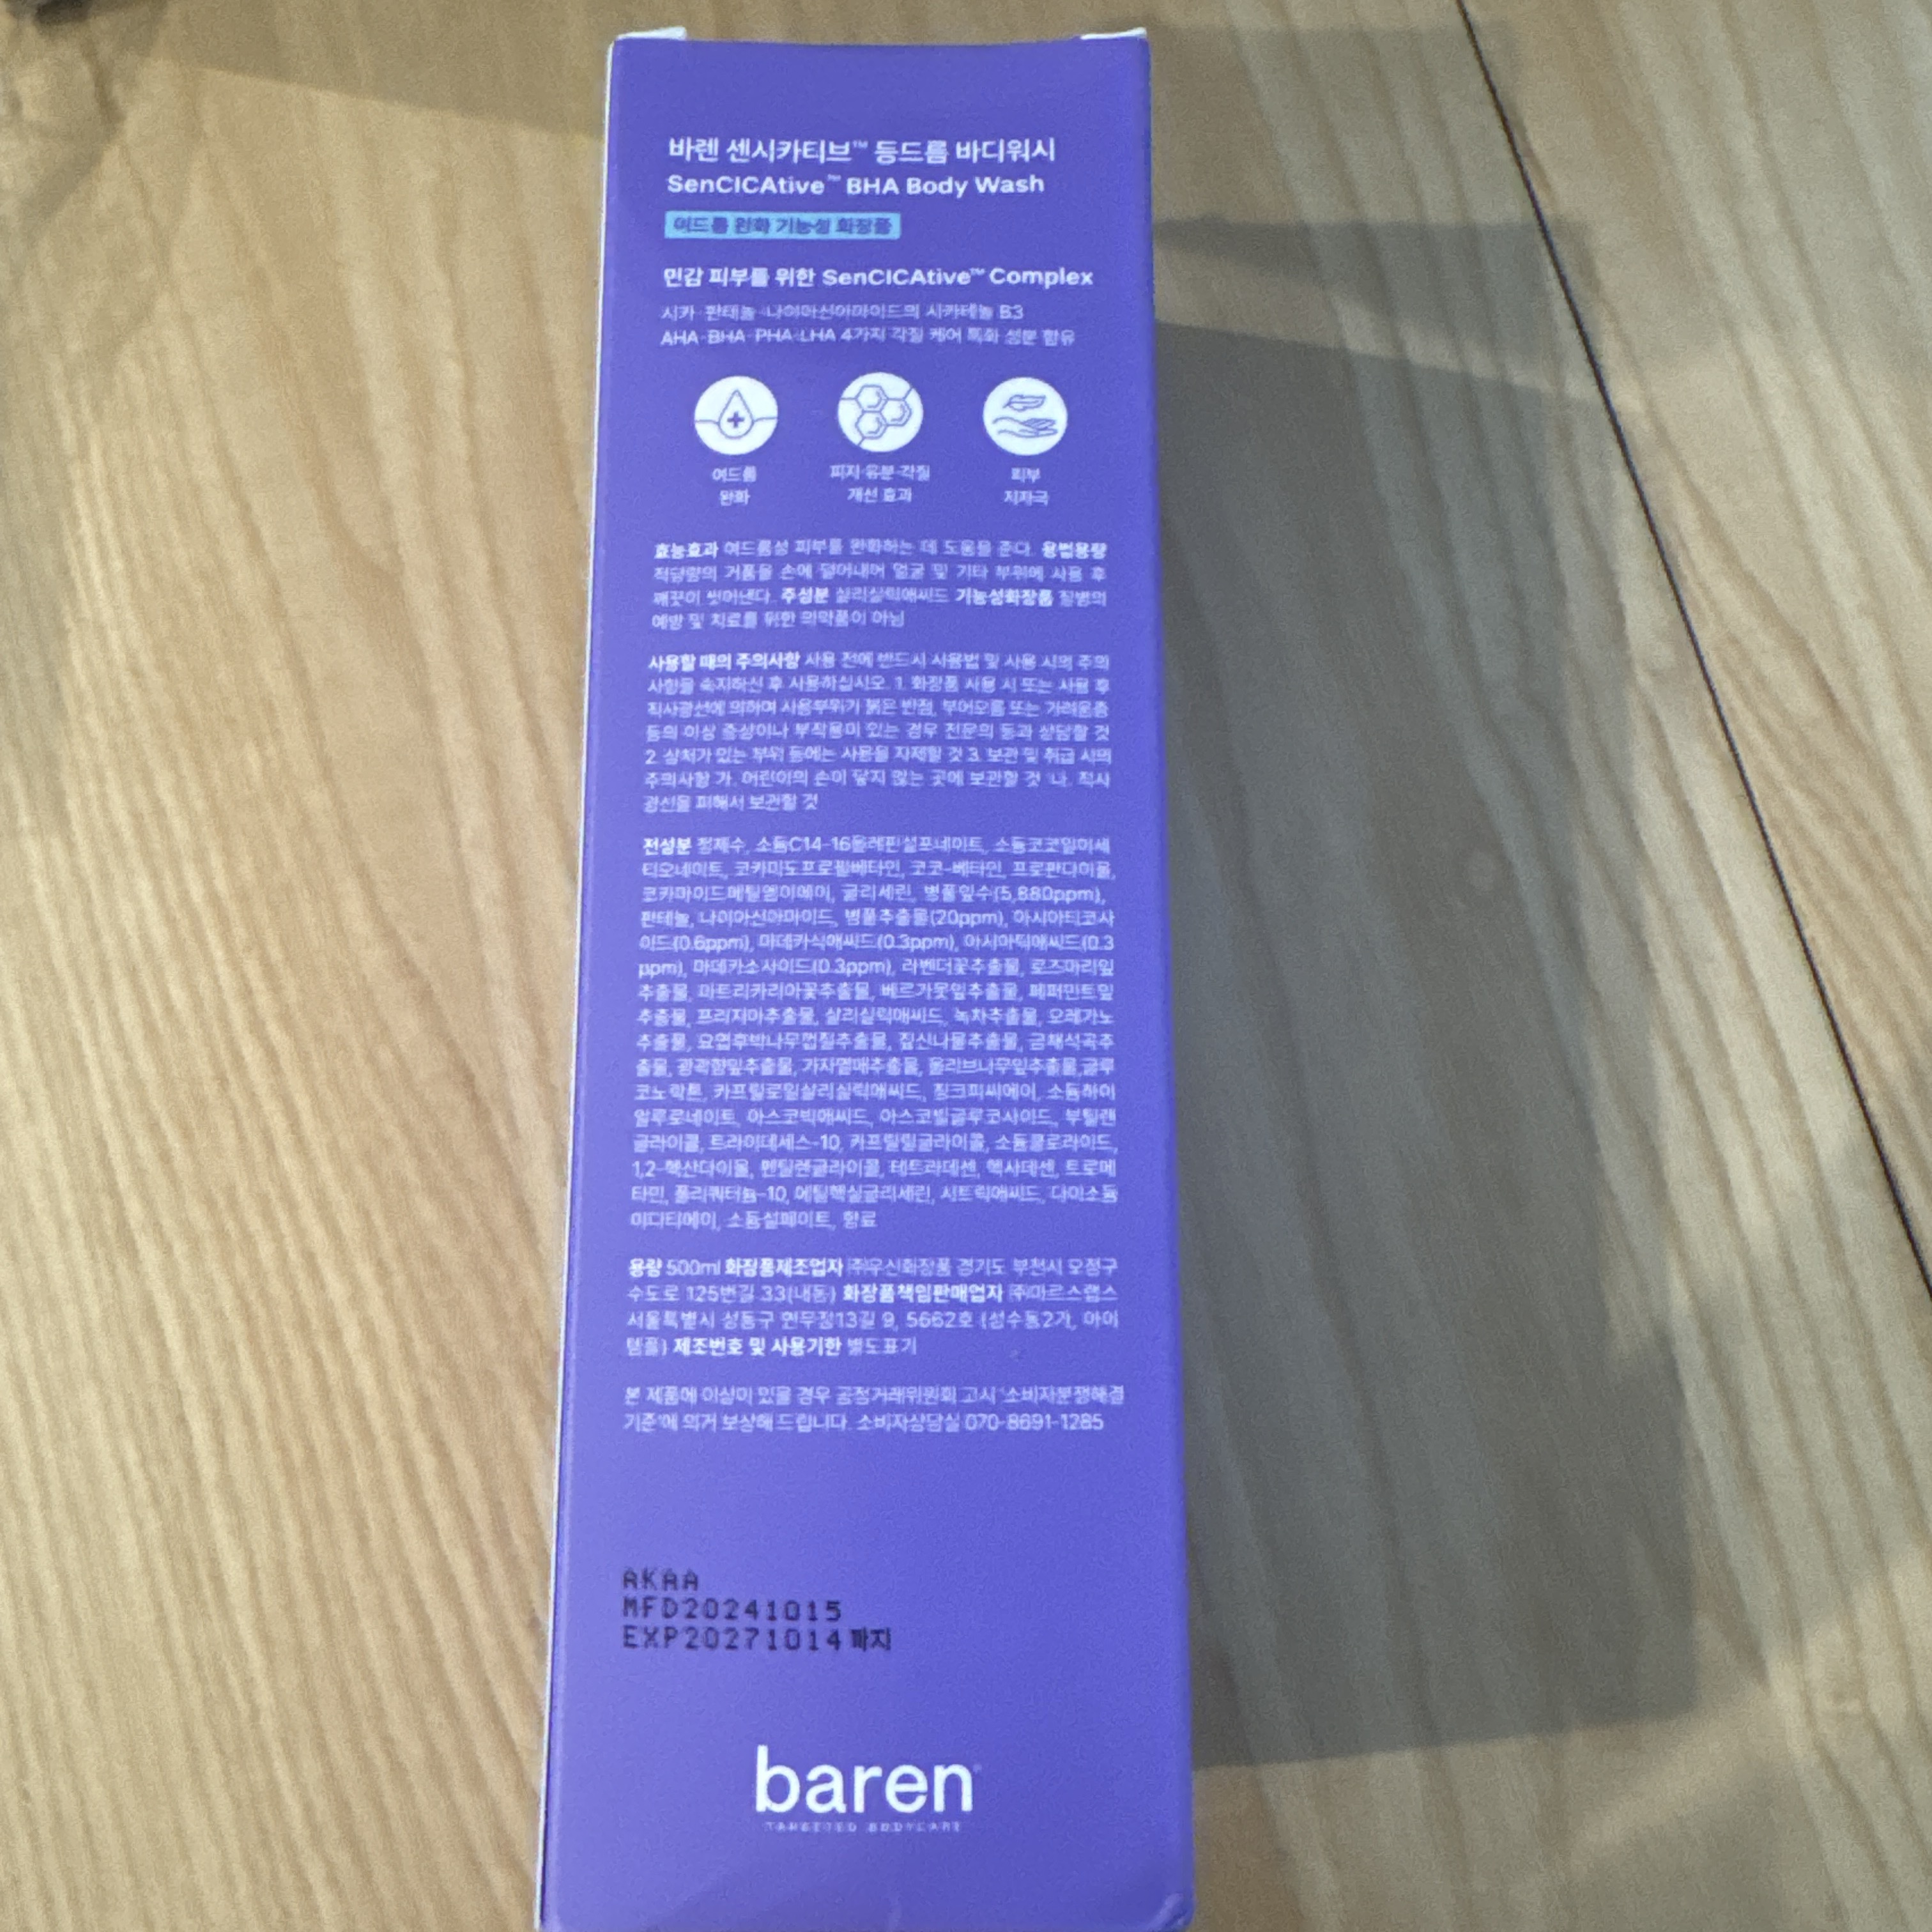 바렌 센시카티브™ 등드름 바디워시
SenCICAtive™ BHA Body Wash
여드름 완화 기능성 화장품
민감 피부를 위한 SenCICAtive™ Complex
시카·판테놀·나이아신아마이드의 시카테놀 B3
AHA·BHA·PHA·LHA 4가지 각질 케어 특화 성분 함유
여드름
완화
피지·유분·각질
개선 효과
피부
저자극
효능효과 여드름성 피부를 완화하는 데 도움을 준다. 용법용량
적당량의 거품을 손에 덜어내어 얼굴 및 기타 부위에 사용 후
깨끗이 씻어낸다. 주성분 살리실릭애씨드 기능성화장품 질병의
예방 및 치료를 위한 의약품이 아님
사용할 때의 주의사항 사용 전에 반드시 사용법 및 사용 시의 주의
사항을 숙지하신 후 사용하십시오. 1. 화장품 사용 시 또는 사용 후
직사광선에 의하여 사용부위가 붉은 반점, 부어오름 또는 가려움증
등의 이상 증상이나 부작용이 있는 경우 전문의 등과 상담할 것
2. 상처가 있는 부위 등에는 사용을 자제할 것 3. 보관 및 취급 시의
주의사항 가. 어린이의 손이 닿지 않는 곳에 보관할 것 나. 직사
광선을 피해서 보관할 것
전성분 정제수, 소듐C14-16올레핀설포네이트, 소듐코코일이세
티오네이트, 코카미도프로필베타인, 코코-베타인, 프로판다이올,
코카마이드메틸엠이에이, 글리세린, 병풀잎수(5,880ppm),
판테놀, 나이아신아마이드, 병풀추출물(20ppm), 아시아티코사
이드(0.6ppm), 마데카식애씨드(0.3ppm), 아시아틱애씨드(0.3
ppm), 마데카소사이드(0.3ppm), 라벤더꽃추출물, 로즈마리잎
추출물, 마트리카리아꽃추출물, 베르가못잎추출물, 페퍼민트잎
추출물, 프리지아추출물, 살리실릭애씨드, 녹차추출물, 오레가노
추출물, 요엽후박나무껍질추출물, 짚신나물추출물, 금채석곡추
출물, 광곽향잎추출물, 가자열매추출물, 올리브나무잎추출물,글루
코노락톤, 카프릴로일살리실릭애씨드, 징크피씨에이, 소듐하이
알루로네이트, 아스코빅애씨드, 아스코빌글루코사이드, 부틸렌
글라이콜, 트라이데세스-10, 카프릴릴글라이콜, 소듐클로라이드,
1,2-헥산다이올, 펜틸렌글라이콜, 테트라데센, 헥사데센, 트로메
타민, 폴리쿼터늄-10, 에틸헥실글리세린, 시트릭애씨드, 다이소듐
이디티에이, 소듐설페이트, 향료
용량 500ml 화장품제조업자 ㈜우신화장품 경기도 부천시 오정구
수도로 125번길 33(내동) 화장품책임판매업자 ㈜마르스랩스
서울특별시 성동구 연무장13길 9, 5662호 (성수동2가, 아이
템플) 제조번호 및 사용기한 별도표기
본 제품에 이상이 있을 경우 공정거래위원회 고시 '소비자분쟁해결
기준'에 의거 보상해 드립니다. 소비자상담실 070-8691-1285
AKAA
MFD20241015
EXP20271014까지
baren
TARGETED BODYCARE